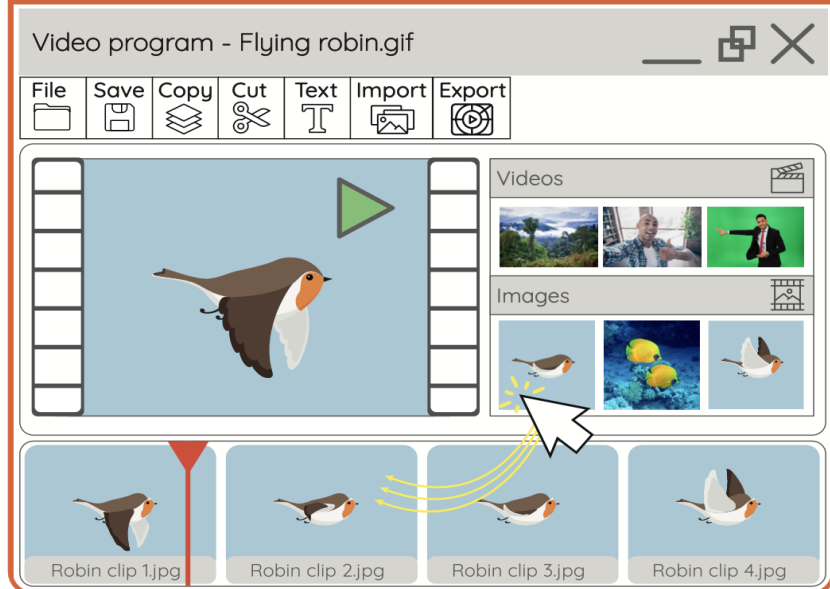 Video program - Flying robin.gif
File Save Copy Cut Text Import Export
Videos
Images
Robin clip 1.jpg Robin clip 2.jpg Robin clip 3.jpg Robin clip 4.jpg